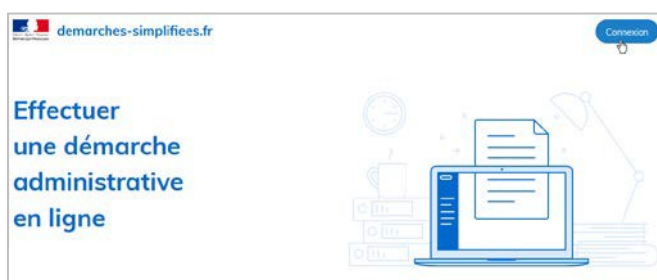 demarches-simplifiees.fr
Connexion
Effectuer
une démarche
administrative
en ligne